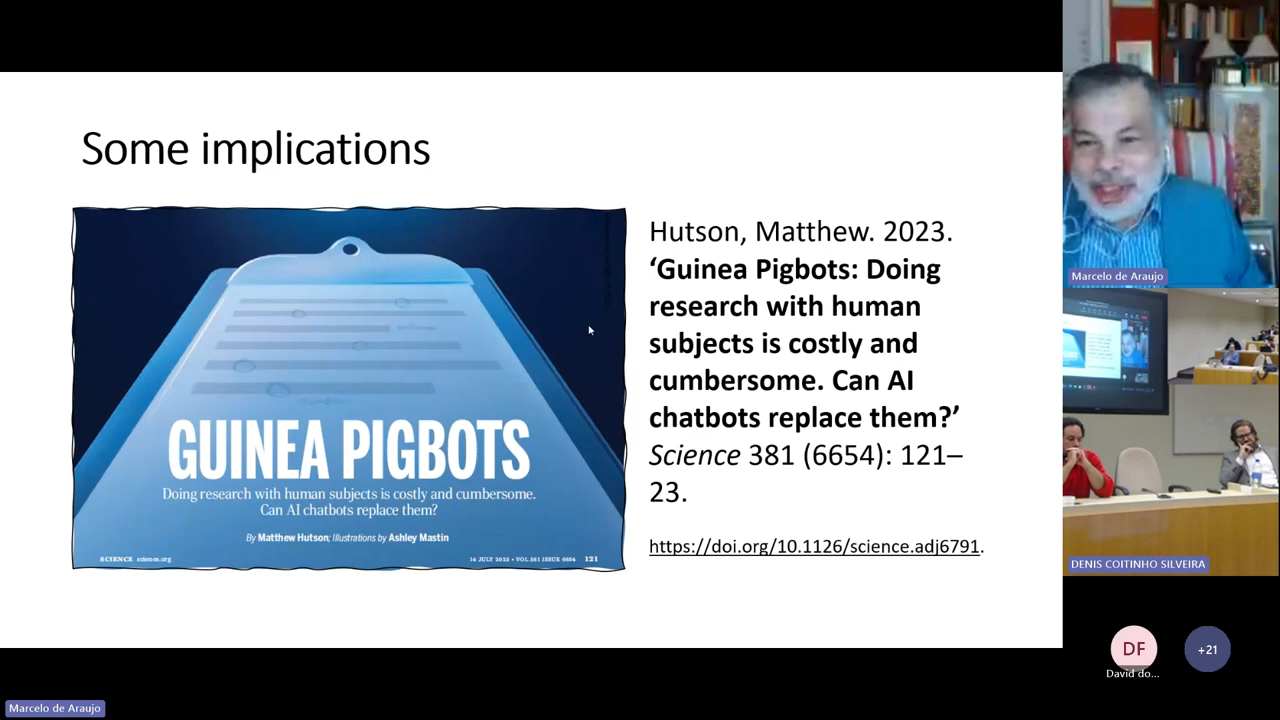 Some implications
GUINEA PIGBOTS
Doing research with human subjects is costly and cumbersome.
Can AI chatbots replace them?
By Matthew Hutson; Illustrations by Ashley Mastin
SCIENCE science.org
14 JULY 2023 • VOL 381 ISSUE 6654 121
Hutson, Matthew. 2023.
‘Guinea Pigbots: Doing
research with human
subjects is costly and
cumbersome. Can AI
chatbots replace them?’
Science 381 (6654): 121–
23.
https://doi.org/10.1126/science.adj6791.
Marcelo de Araujo
DENIS COITINHO SILVEIRA
DF
David do...
+21
Marcelo de Araujo